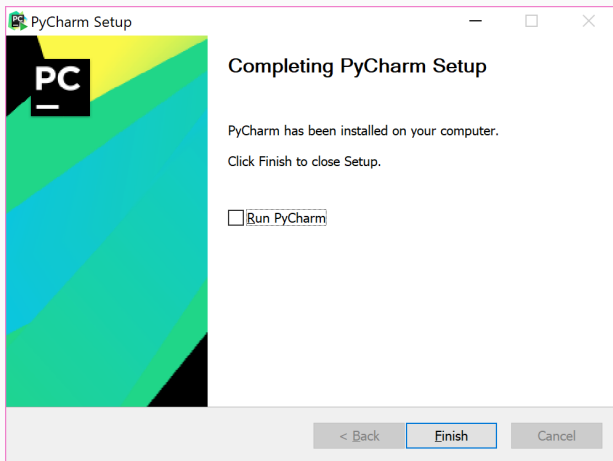 PyCharm Setup
PC
Completing PyCharm Setup
PyCharm has been installed on your computer.
Click Finish to close Setup.
Run PyCharm
< Back
Finish
Cancel